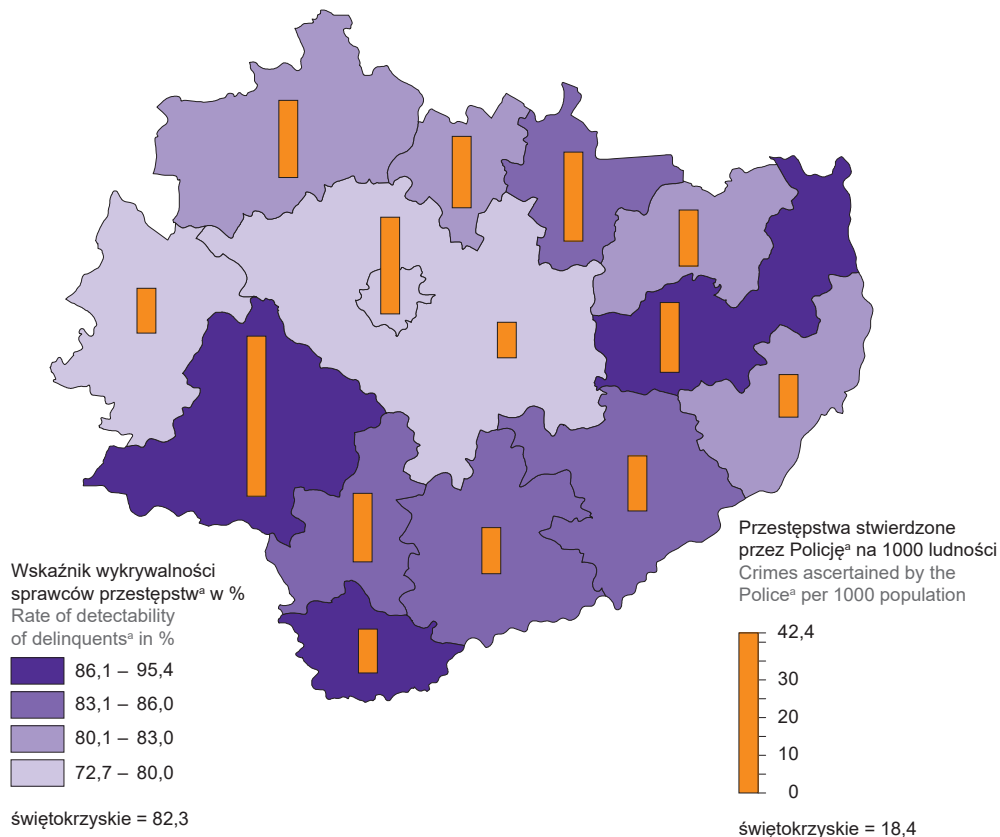 Wskaźnik wykrywalności
sprawców przestępstwᵃ w %
Rate of detectability
of delinquentsᵃ in %
86,1 – 95,4
83,1 – 86,0
80,1 – 83,0
72,7 – 80,0
świętokrzyskie = 82,3
Przestępstwa stwierdzone
przez Policjęᵃ na 1000 ludności
Crimes ascertained by the
Policeᵃ per 1000 population
42,4
30
20
10
0
świętokrzyskie = 18,4